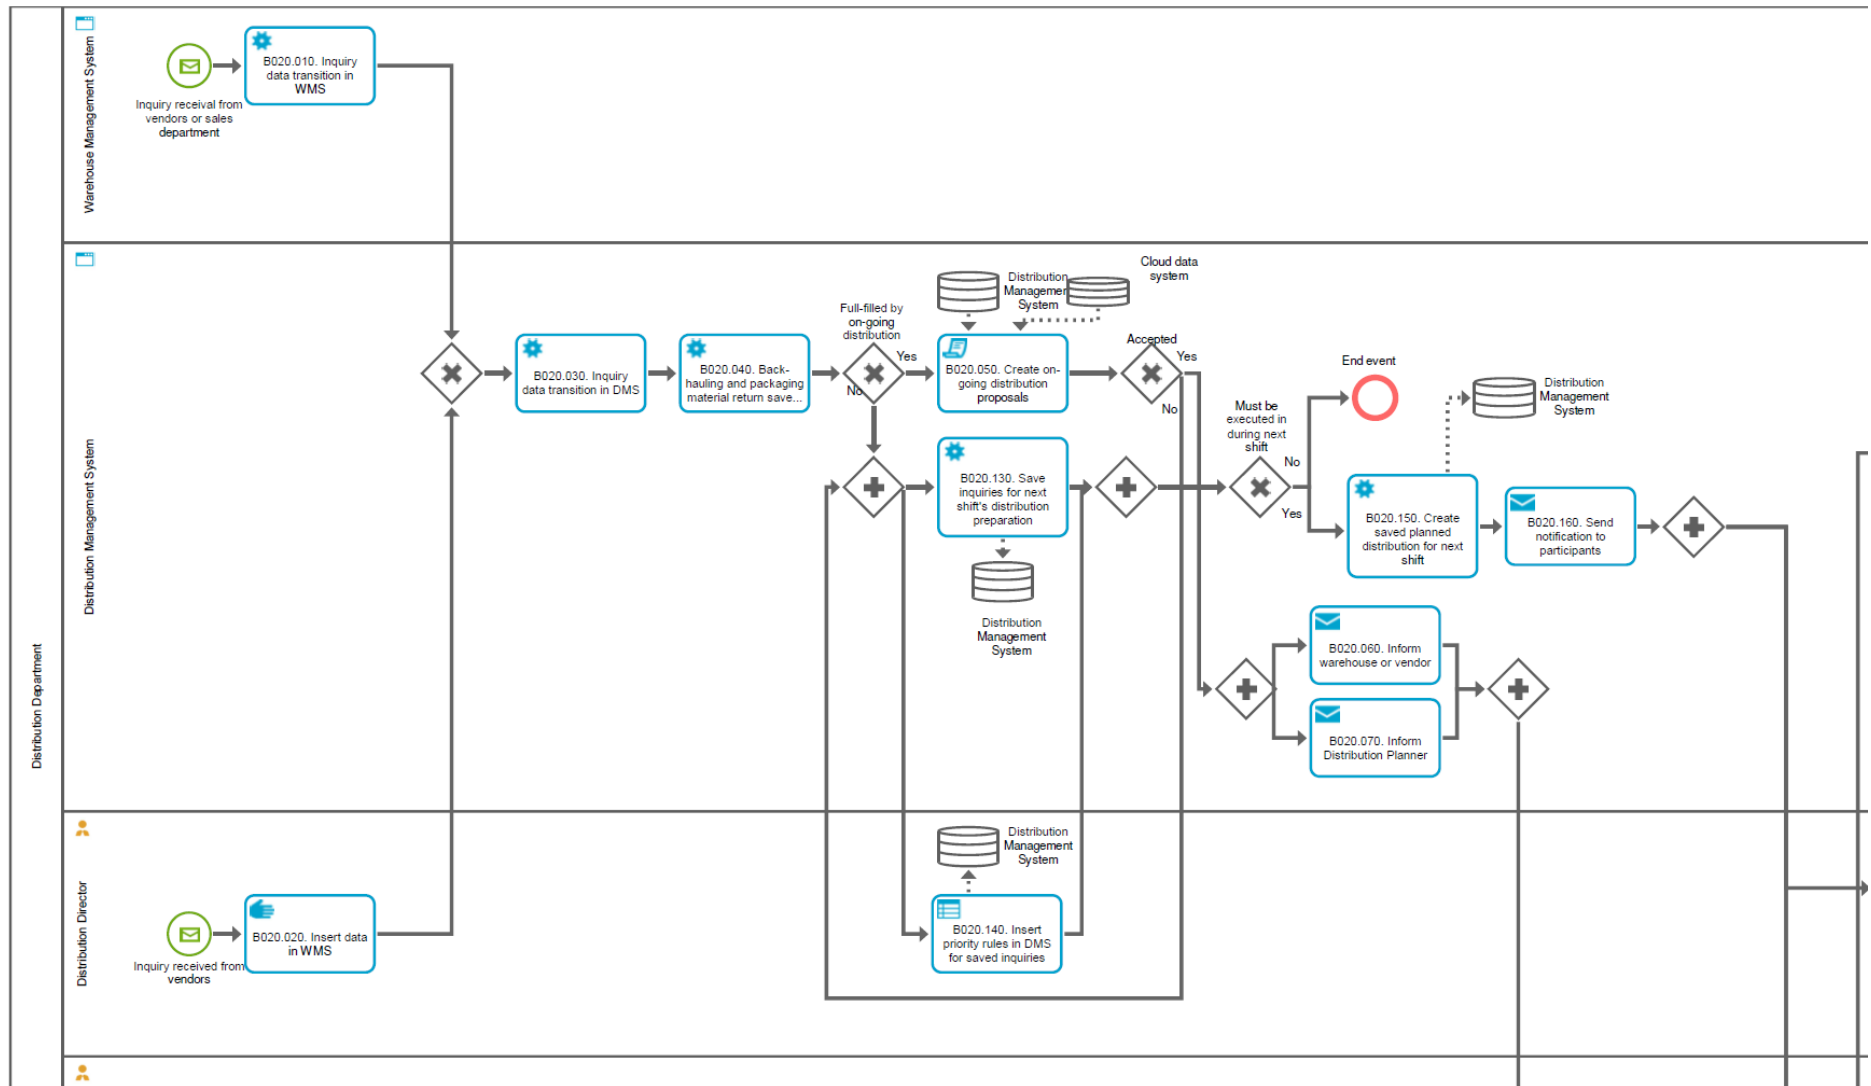 Distribution Department
Warehouse Management System
Inquiry receival from
vendors or sales
department
B020.010. Inquiry
data transition in
WMS
Distribution Management System
B020.030. Inquiry
data transition in DMS
B020.040. Back-
hauling and packaging
material return save...
Full-filled by
on-going
distribution
Yes
No
Distribution
Managemen
System
Cloud data
system
B020.050. Create on-
going distribution
proposals
Accepted
Yes
No
B020.130. Save
inquiries for next
shift's distribution
preparation
Distribution
Management
System
Must be
executed in
during next
shift
No
Yes
End event
Distribution
Management
System
B020.150. Create
saved planned
distribution for next
shift
B020.160. Send
notification to
participants
B020.060. Inform
warehouse or vendor
B020.070. Inform
Distribution Planner
Distribution Director
Inquiry received from
vendors
B020.020. Insert data
in WMS
Distribution
Management
System
B020.140. Insert
priority rules in DMS
for saved inquiries